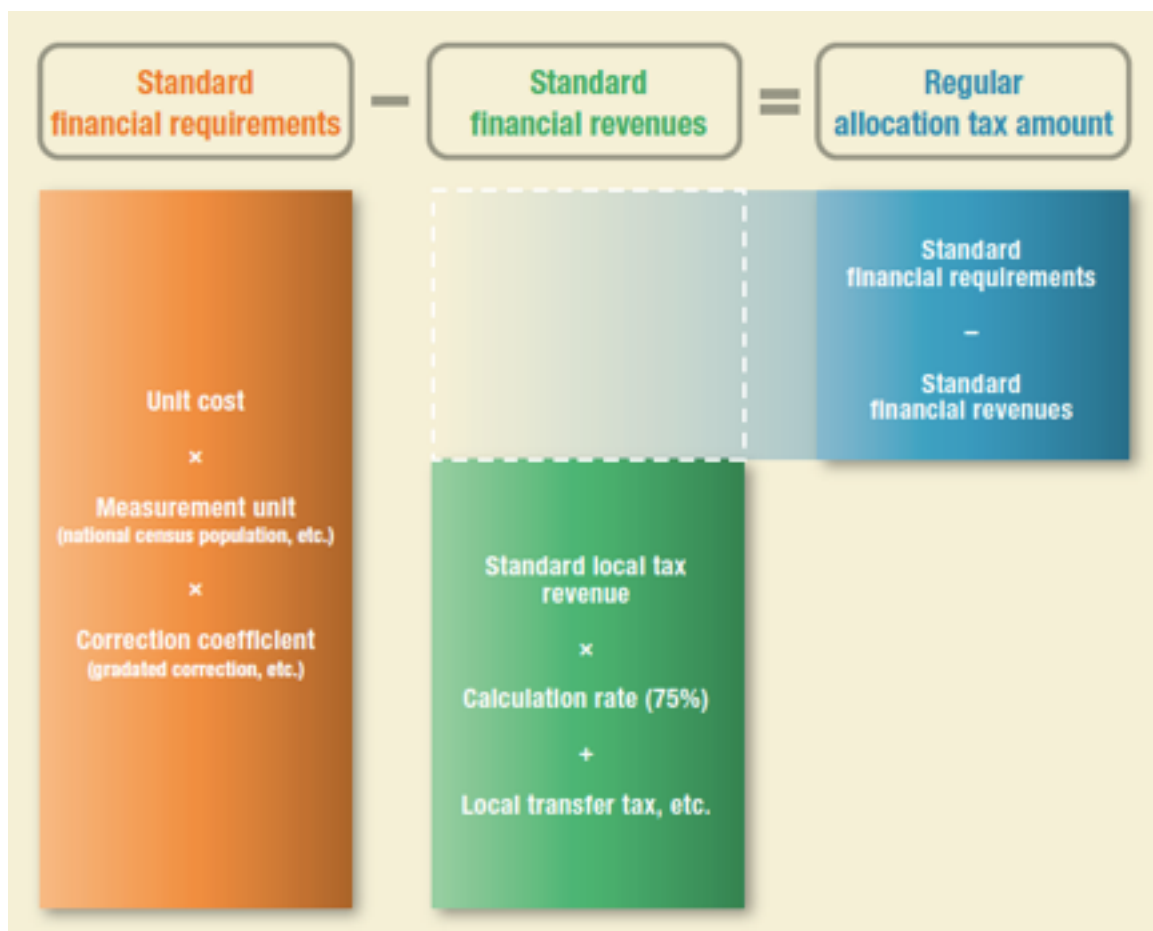 Standard
financial requirements
−
Standard
financial revenues
=
Regular
allocation tax amount
Unit cost
×
Measurement unit
(national census population, etc.)
×
Correction coefficient
(gradated correction, etc.)
Standard local tax
revenue
×
Calculation rate (75%)
+
Local transfer tax, etc.
Standard
financial requirements
−
Standard
financial revenues